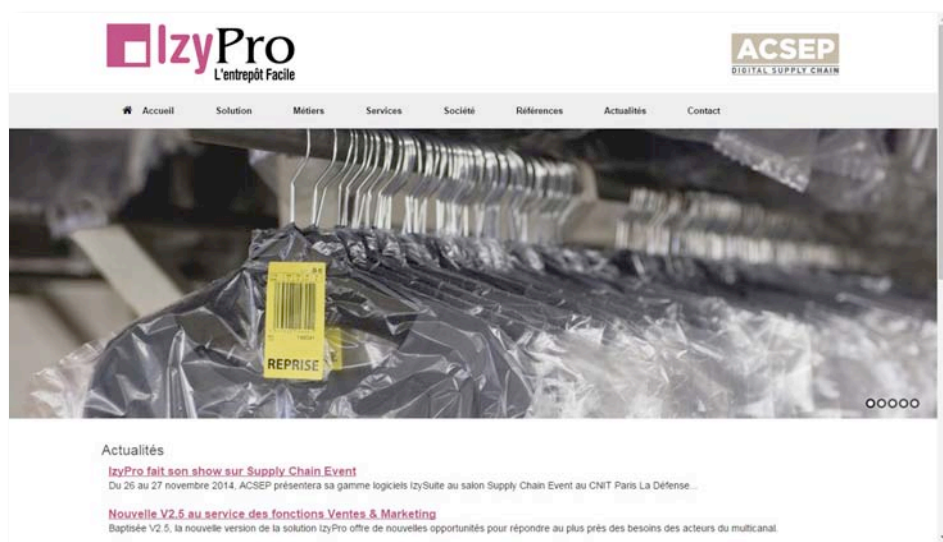 IzyPro
L'entrepôt Facile
ACSEP
DIGITAL SUPPLY CHAIN
Accueil Solution Métiers Services Société Références Actualités Contact
REPRISE
Actualités
IzyPro fait son show sur Supply Chain Event
Du 26 au 27 novembre 2014, ACSEP présentera sa gamme logiciels IzySuite au salon Supply Chain Event au CNIT Paris La Défense...
Nouvelle V2.5 au service des fonctions Ventes & Marketing
Baptisée V2.5, la nouvelle version de la solution IzyPro offre de nouvelles opportunités pour répondre au plus près des besoins des acteurs du multicanal.